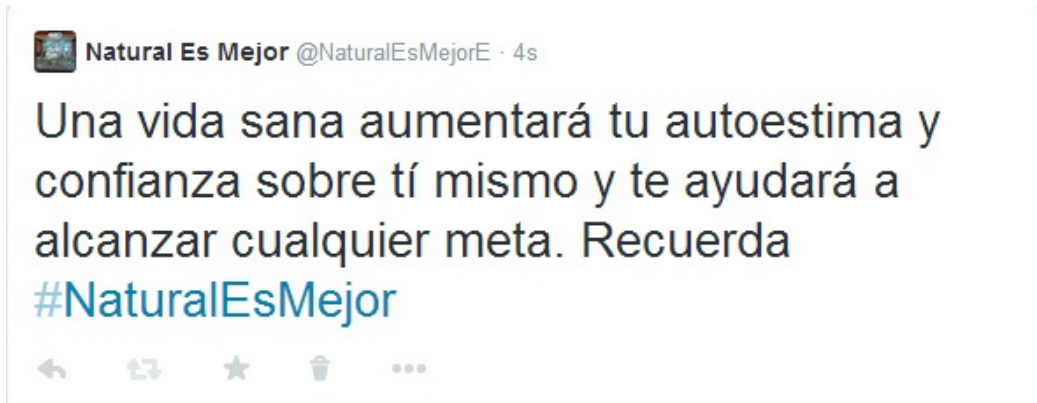 Natural Es Mejor @NaturalEsMejorE · 4s
Una vida sana aumentará tu autoestima y
confianza sobre tí mismo y te ayudará a
alcanzar cualquier meta. Recuerda
#NaturalEsMejor